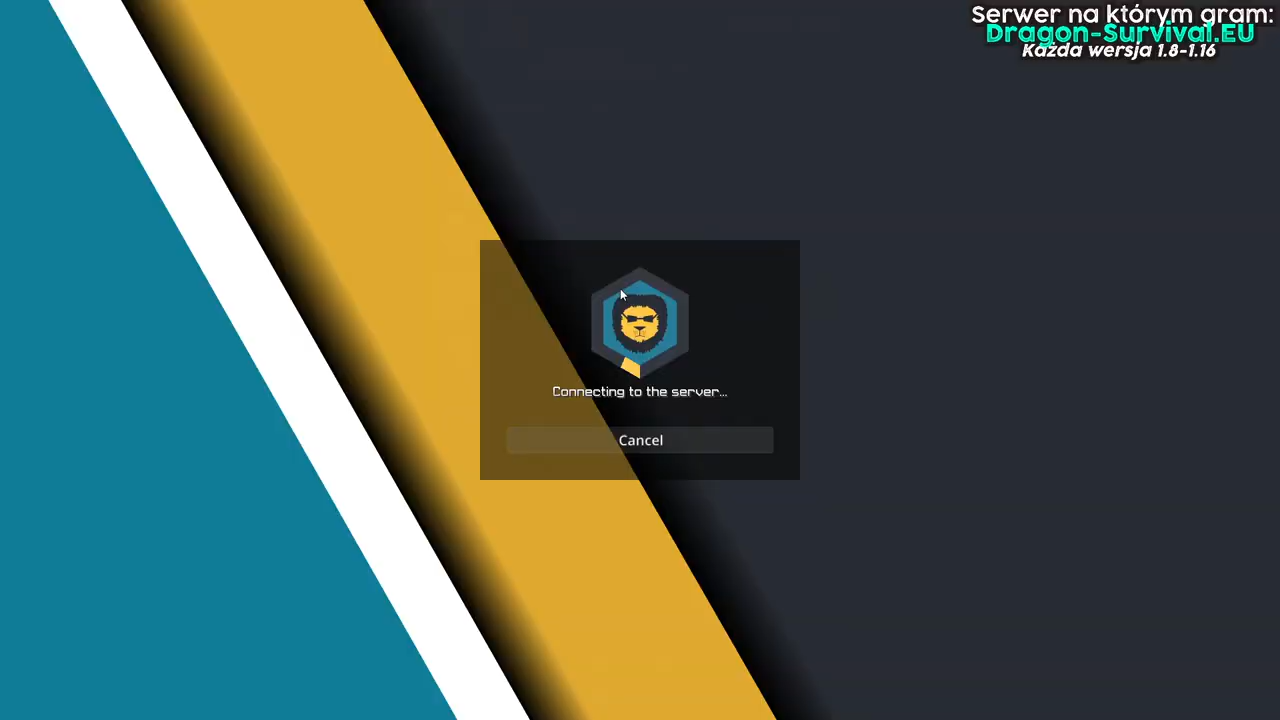 Serwer na którym gram:
Dragon-Survival.EU
Każda wersja 1.8-1.16
Connecting to the server...
Cancel